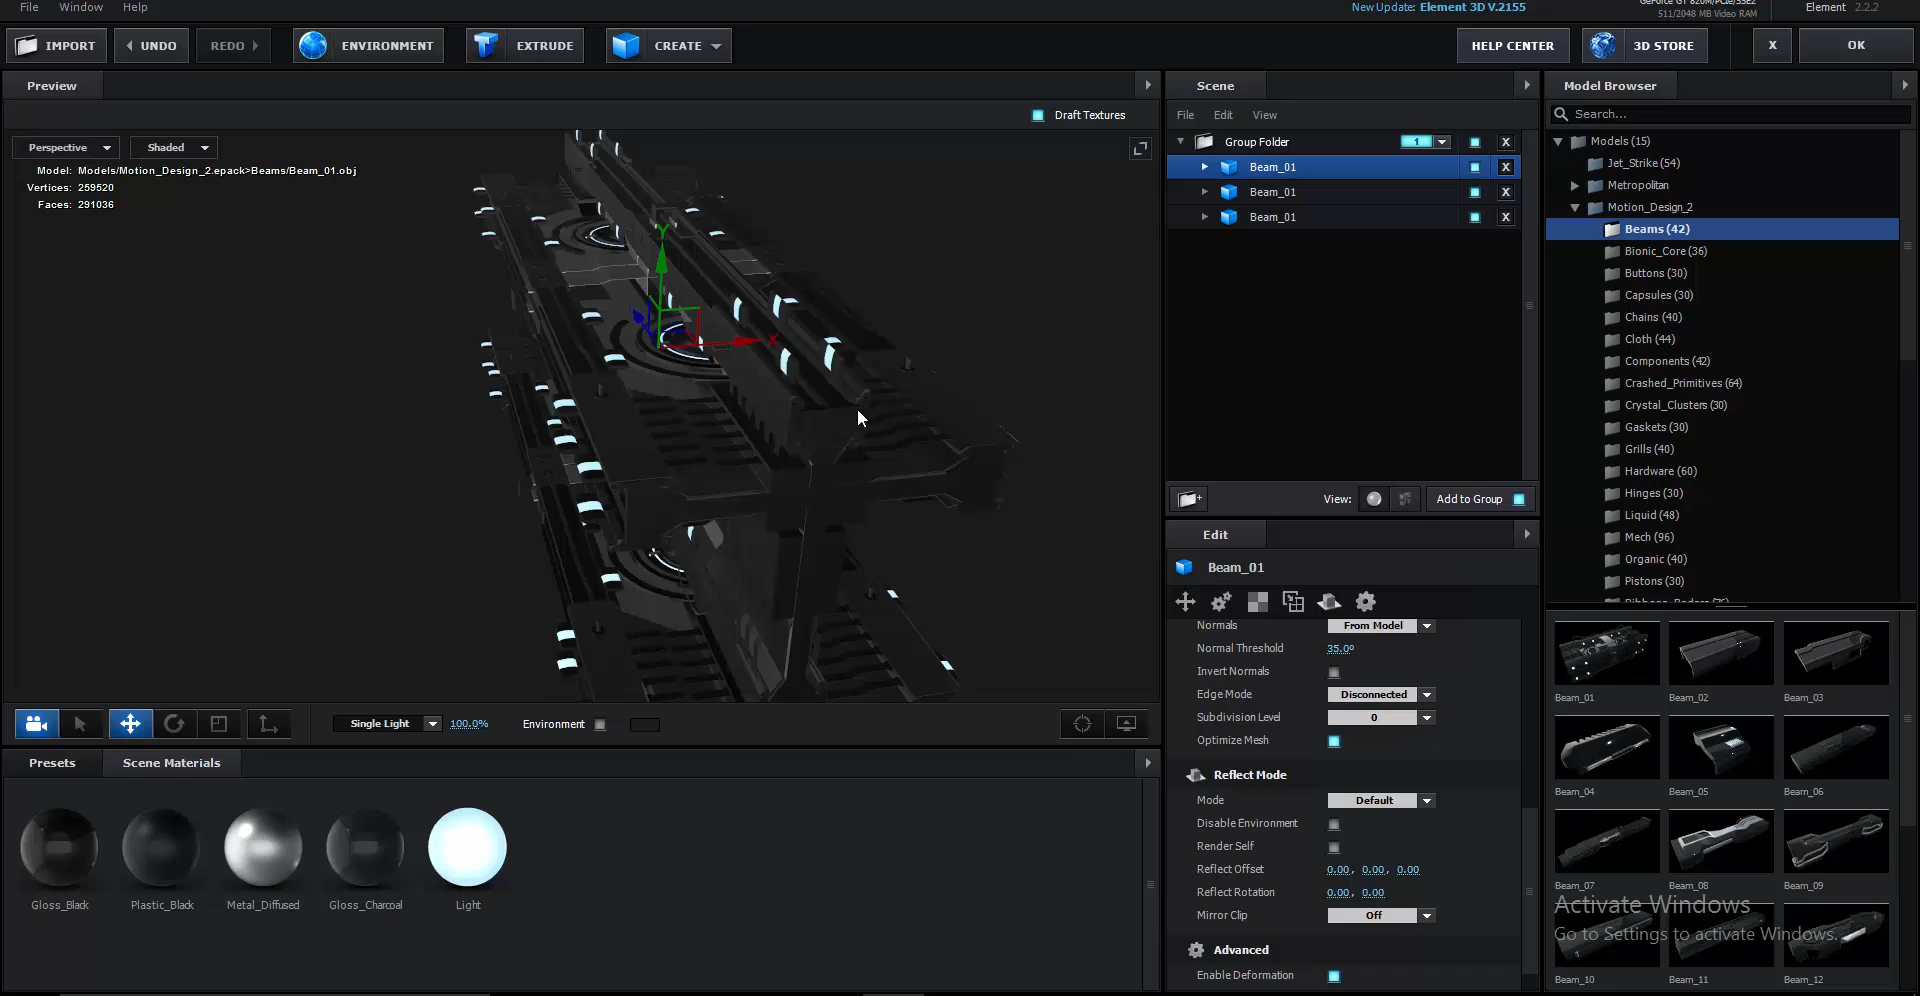 File Window Help
New Update: Element 3D V.2155
GeForce GT 820M/PCIe/SSE2
511/2048 MB Video RAM
Element 2.2.2
IMPORT UNDO REDO ENVIRONMENT EXTRUDE CREATE HELP CENTER 3D STORE X OK
Preview
Draft Textures
Perspective Shaded
Model: Models/Motion_Design_2.epack>Beams/Beam_01.obj
Vertices: 259520
Faces: 291036
Y
X
Single Light 100.0% Environment
Presets Scene Materials
Gloss_Black Plastic_Black Metal_Diffused Gloss_Charcoal Light
Scene
File Edit View
Group Folder 1 X
Beam_01 X
Beam_01 X
Beam_01 X
View: Add to Group
Edit
Beam_01
Normals From Model
Normal Threshold 35.0º
Invert Normals
Edge Mode Disconnected
Subdivision Level 0
Optimize Mesh
Reflect Mode
Mode Default
Disable Environment
Render Self
Reflect Offset 0.00, 0.00, 0.00
Reflect Rotation 0.00, 0.00
Mirror Clip Off
Advanced
Enable Deformation
Model Browser
Search...
Models (15)
Jet_Strike (54)
Metropolitan
Motion_Design_2
Beams (42)
Bionic_Core (36)
Buttons (30)
Capsules (30)
Chains (40)
Cloth (44)
Components (42)
Crashed_Primitives (64)
Crystal_Clusters (30)
Gaskets (30)
Grills (40)
Hardware (60)
Hinges (30)
Liquid (48)
Mech (96)
Organic (40)
Pistons (30)
Beam_01 Beam_02 Beam_03
Beam_04 Beam_05 Beam_06
Beam_07 Beam_08 Beam_09
Activate Windows
Go to Settings to activate Windows.
Beam_10 Beam_11 Beam_12